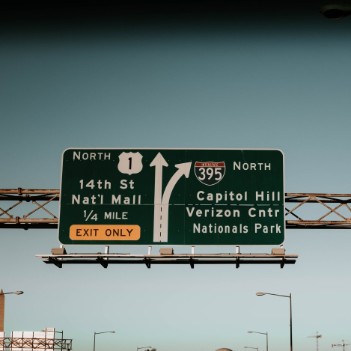 NORTH 1
14th St
Nat'l Mall
1/4 MILE
EXIT ONLY
395 NORTH
Capitol Hill
Verizon Cntr
Nationals Park